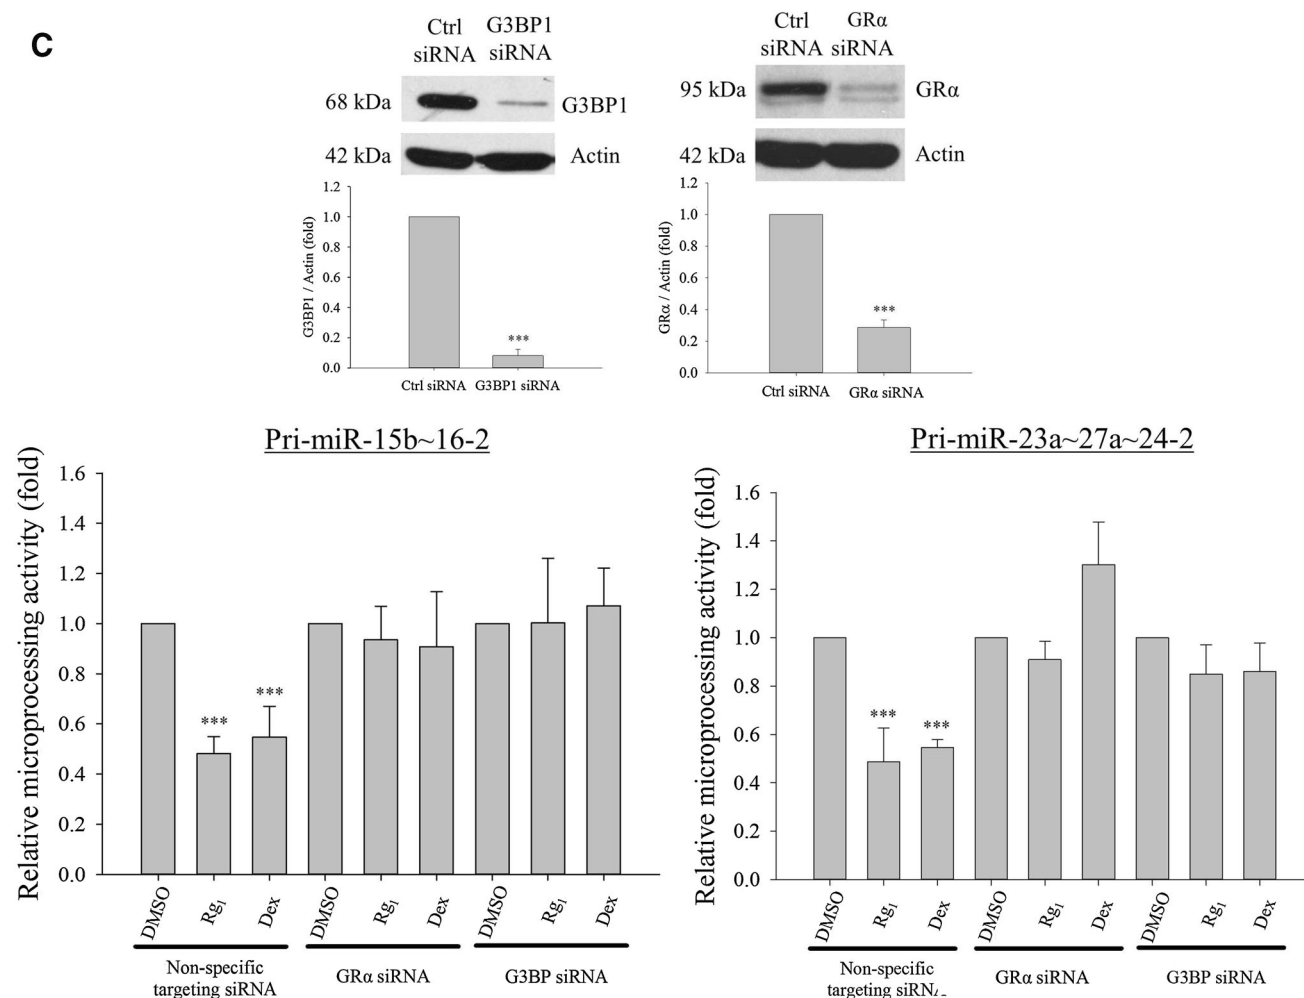 C
Ctrl siRNA
G3BP1 siRNA
68 kDa
G3BP1
42 kDa
Actin
G3BP1 / Actin (fold)
1.2
1.0
0.8
0.6
0.4
0.2
0.0
***
Ctrl siRNA
G3BP1 siRNA
Ctrl siRNA
GRα siRNA
95 kDa
GRα
42 kDa
Actin
GRα / Actin (fold)
1.2
1.0
0.8
0.6
0.4
0.2
0.0
***
Ctrl siRNA
GRα siRNA
Pri-miR-15b~16-2
Relative microprocessing activity (fold)
1.6
1.4
1.2
1.0
0.8
0.6
0.4
0.2
0.0
***
***
DMSO
Rg₁
Dex
DMSO
Rg₁
Dex
DMSO
Rg₁
Dex
Non-specific
targeting siRNA
GRα siRNA
G3BP siRNA
Pri-miR-23a~27a~24-2
Relative microprocessing activity (fold)
1.6
1.4
1.2
1.0
0.8
0.6
0.4
0.2
0.0
***
***
DMSO
Rg₁
Dex
DMSO
Rg₁
Dex
DMSO
Rg₁
Dex
Non-specific
targeting
GRα siRNA
G3BP siRNA